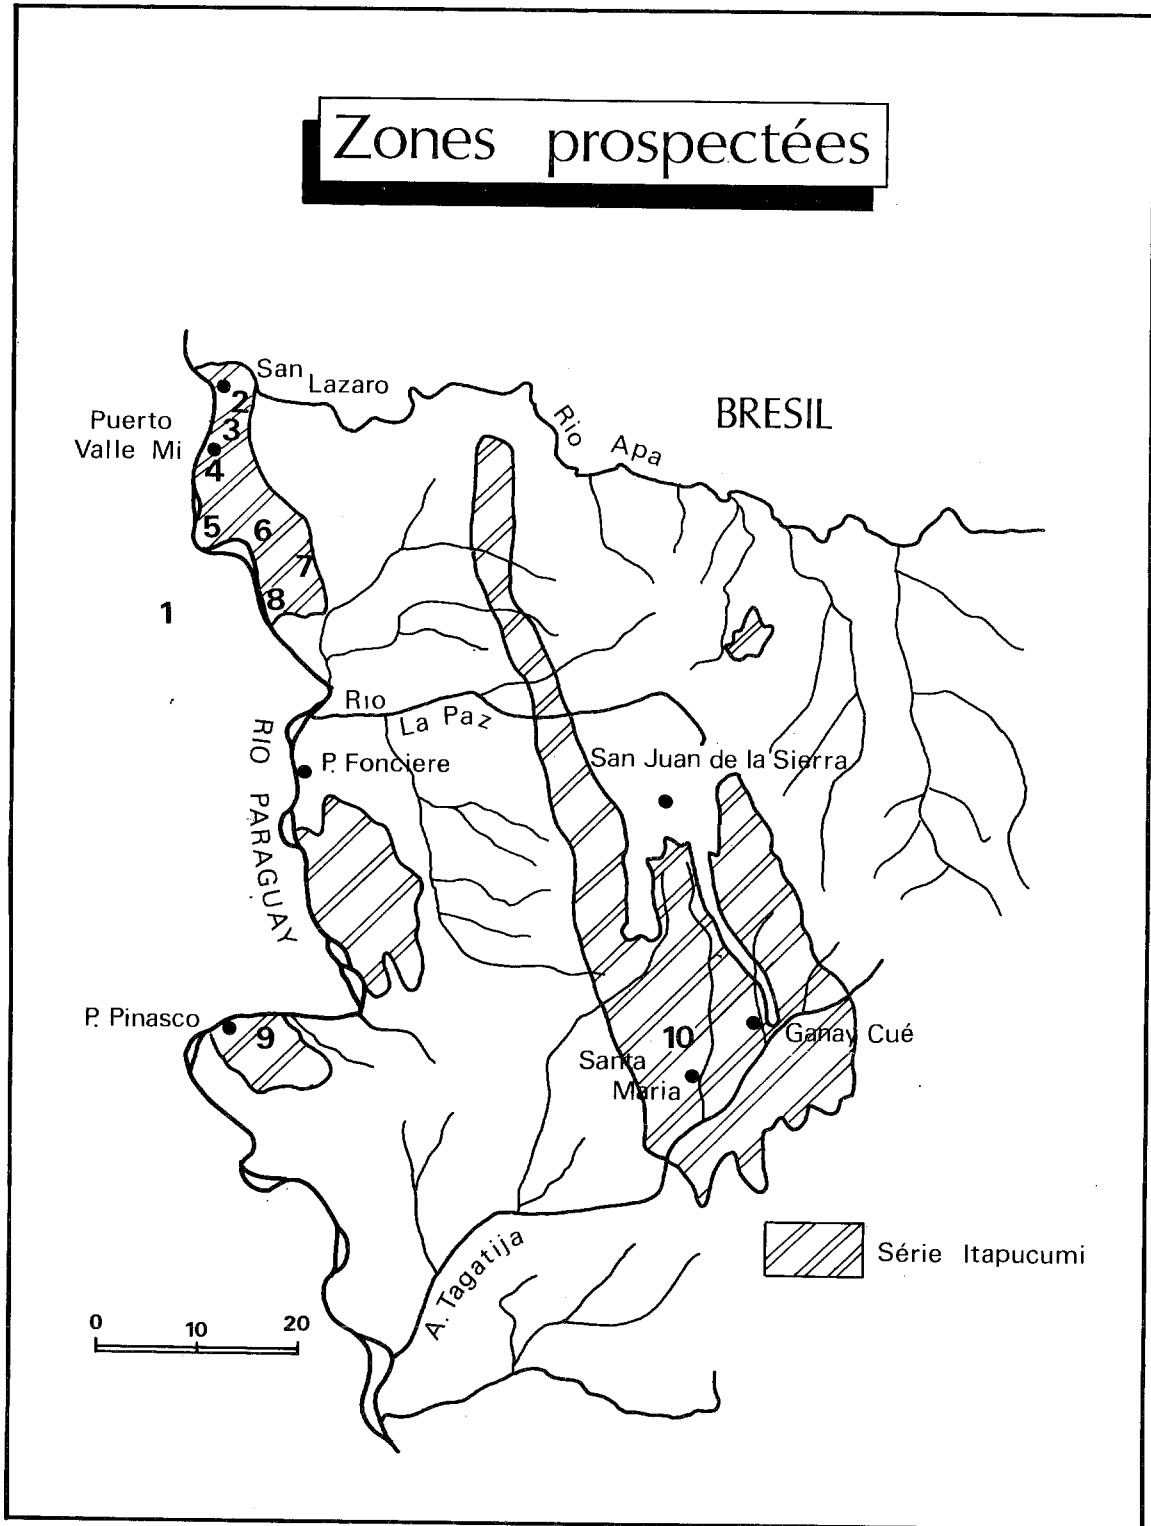 Zones prospectées
San
Lazaro
2
Puerto
Valle Mi
3
4
Rio
Apa
BRESIL
5
6
7
8
1
Rio
La Paz
RIO PARAGUAY
P. Fonciere
San Juan de la Sierra
P. Pinasco
9
10
Ganay Cué
Santa
Maria
A. Tagatija
Série Itapucumi
0 10 20